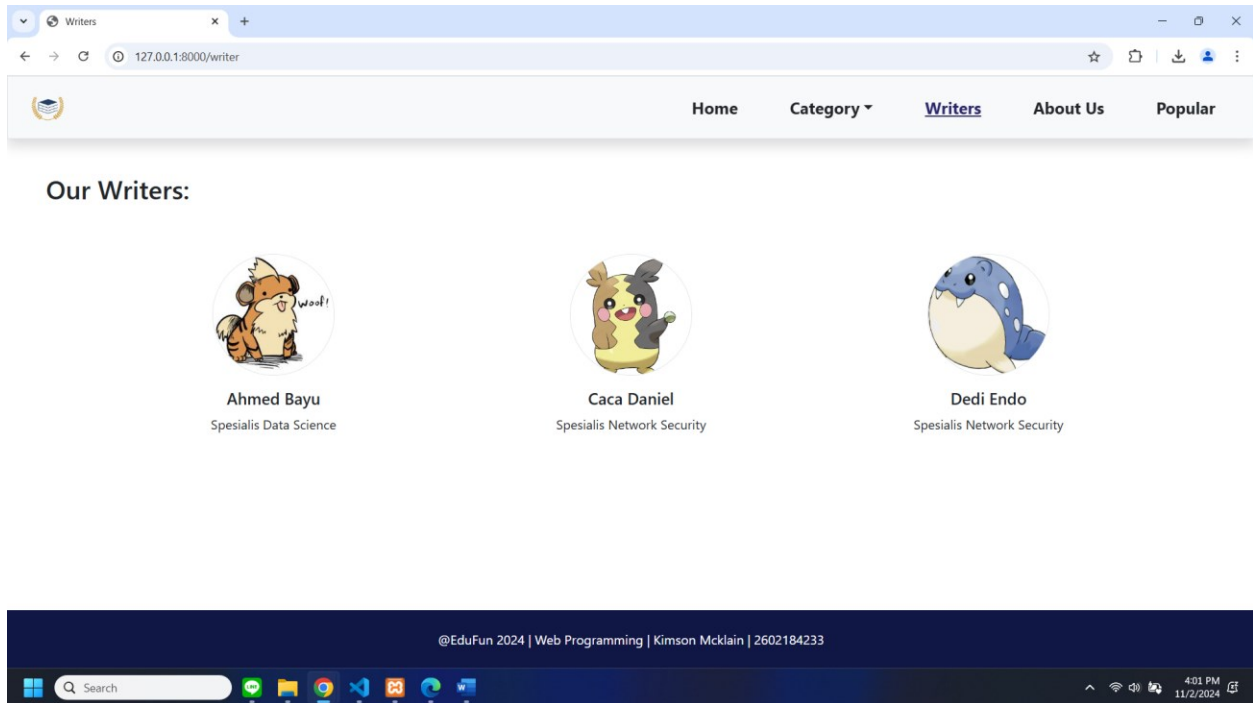 Writers
127.0.0.1:8000/writer
Home Category Writers About Us Popular
Our Writers:
woof!
Ahmed Bayu Caca Daniel Dedi Endo
Spesialis Data Science Spesialis Network Security Spesialis Network Security
@EduFun 2024 | Web Programming | Kimson Mcklain | 2602184233
Search
4:01 PM
11/2/2024